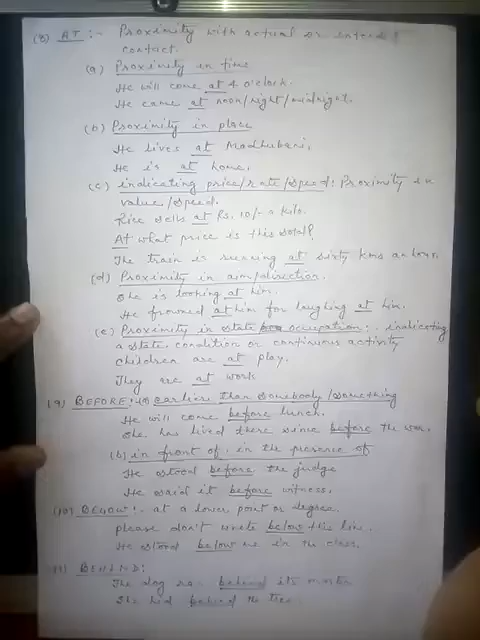 (8) AT :- Proximity with actual or intend
contact.
(a) Proximity in time
He will come at 4 o'clock.
He came at noon/night/midnight.
(b) Proximity in place
He lives at Madhubani.
He is at home.
(c) indicating price/rate/speed: Proximity in
value/speed.
Rice sells at Rs. 10/- a kilo.
At what price is this sold?
The train is running at sixty kms an hour.
(d) Proximity in aim/direction.
She is looking at him.
He frowned at him for laughing at him.
(e) Proximity in state occupation:. indicating
a state, condition or continuous activity
Children are at play.
They are at work
(9) BEFORE:- (a) earlier than somebody/something
He will come before lunch.
She has lived there since before the war.
(b) in front of, in the presence of
He stood before the judge
He said it before witness.
(10) BELOW:- at a lower point or degree.
please don't write below this line.
He stood below me in the class.
11) BEHIND:
The dog ran behind its master
She hid behind the tree.